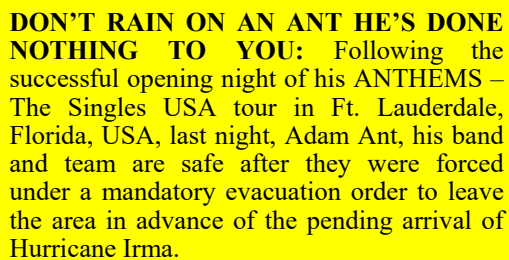 DON’T RAIN ON AN ANT HE’S DONE
NOTHING TO YOU: Following the
successful opening night of his ANTHEMS –
The Singles USA tour in Ft. Lauderdale,
Florida, USA, last night, Adam Ant, his band
and team are safe after they were forced
under a mandatory evacuation order to leave
the area in advance of the pending arrival of
Hurricane Irma.